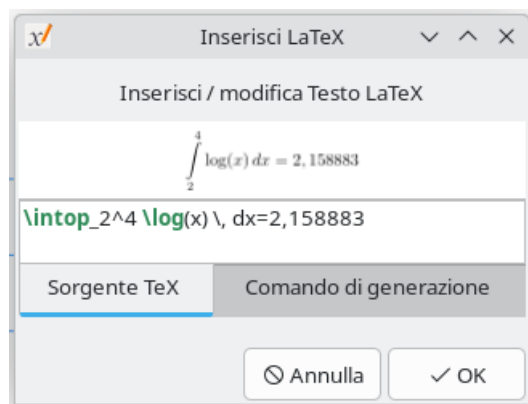 Inserisci LaTeX
Inserisci / modifica Testo LaTeX
∫₂⁴ log(x) dx = 2, 158883
\intop_2^4 \log(x) \, dx=2,158883
Sorgente TeX Comando di generazione
Annulla OK